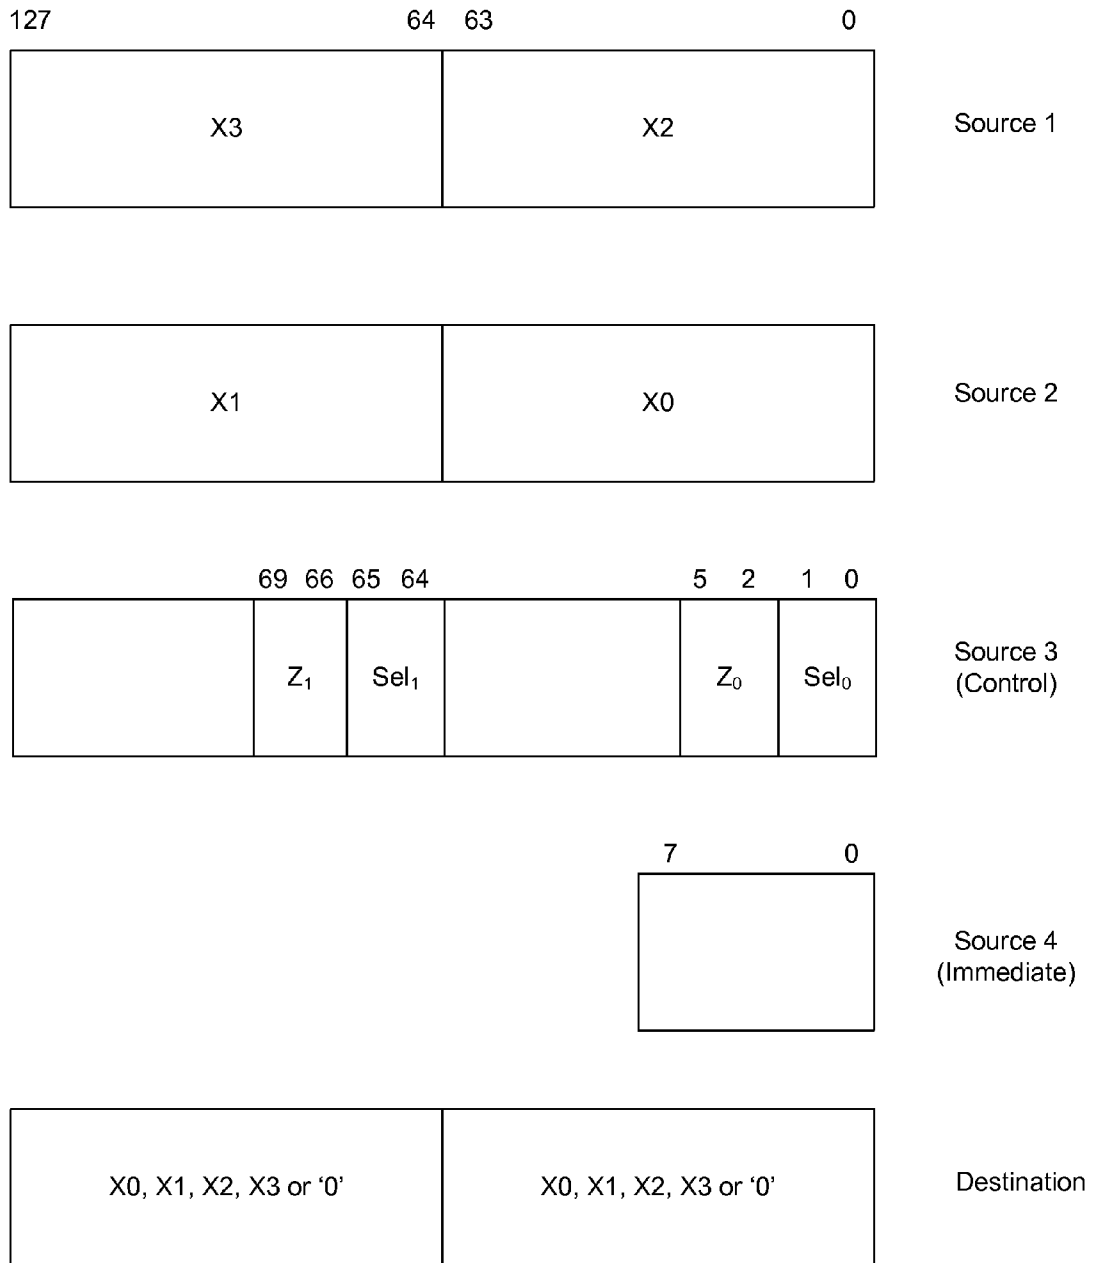 127 64 63 0
X3 X2 Source 1
X1 X0 Source 2
69 66 65 64 5 2 1 0
Z₁ Sel₁ Z₀ Sel₀ Source 3
(Control)
7 0
Source 4
(Immediate)
X0, X1, X2, X3 or ‘0’ X0, X1, X2, X3 or ‘0’ Destination